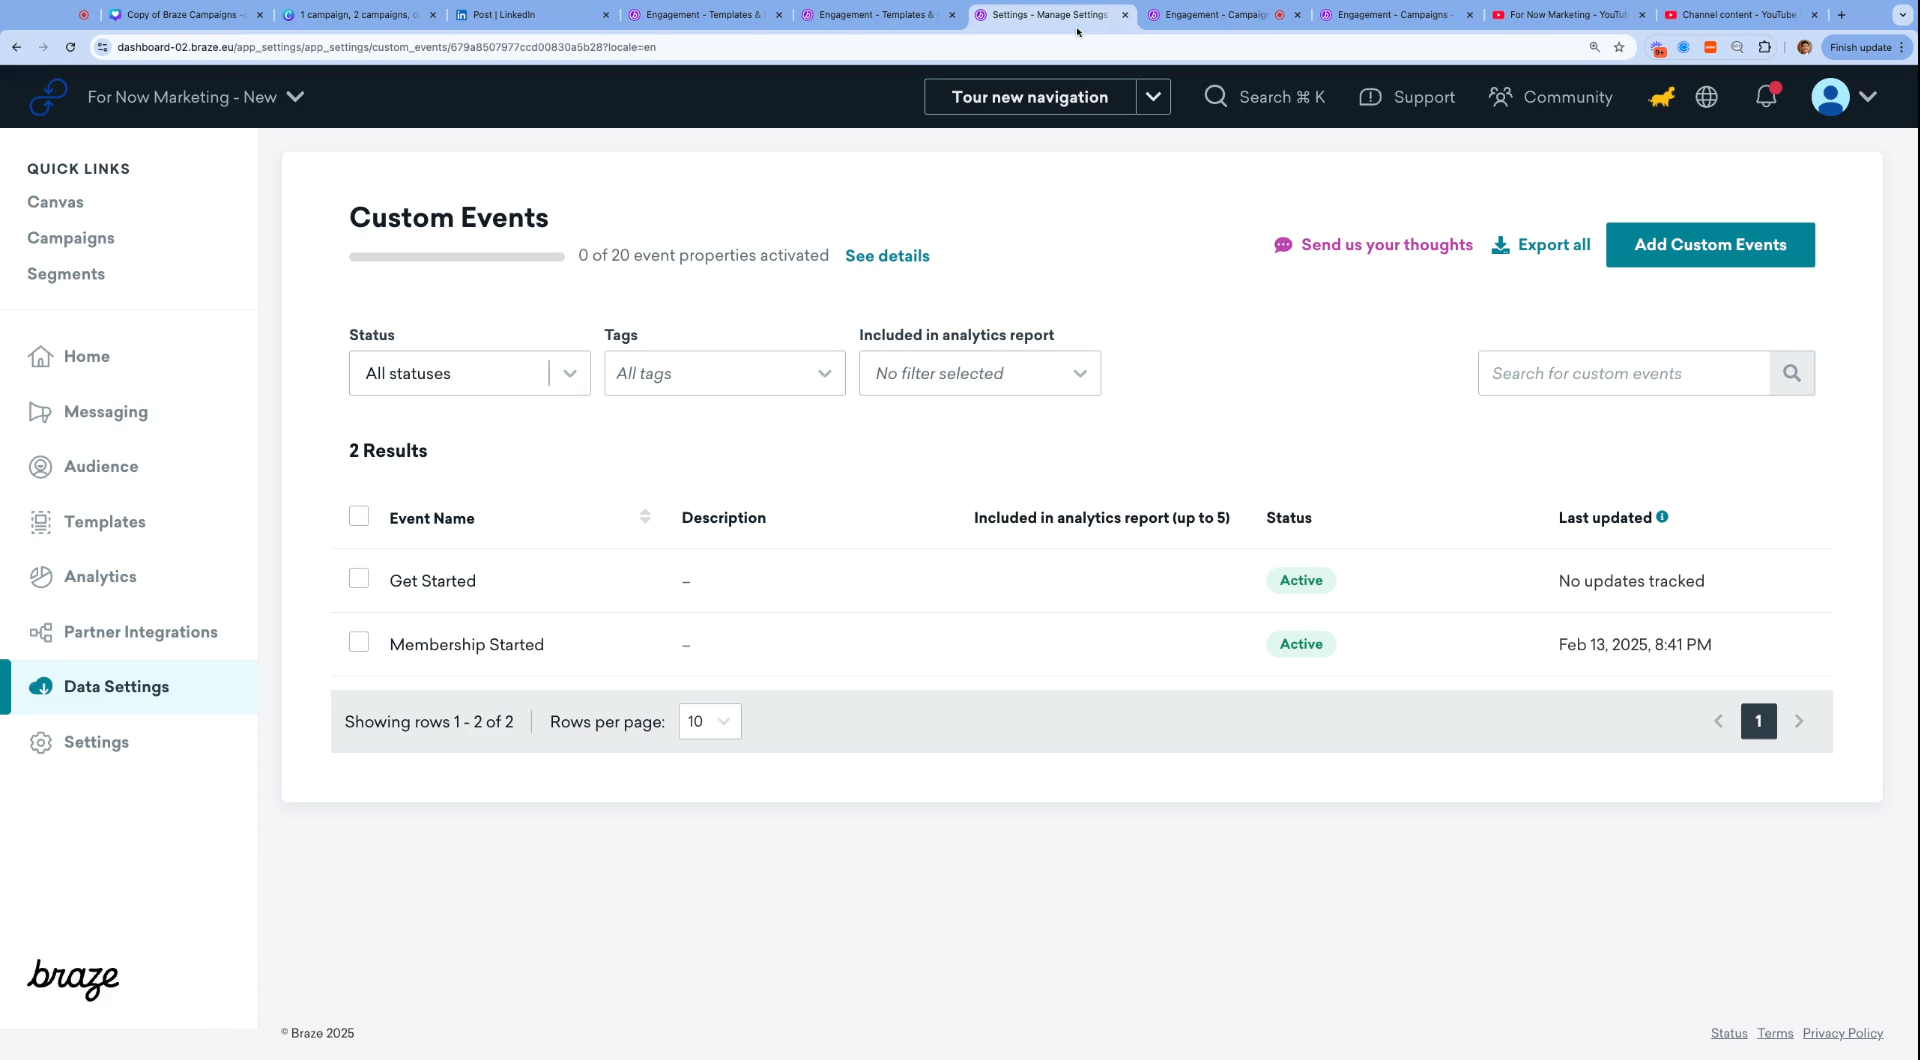 Copy of Braze Campaigns -
1 campaign, 2 campaigns,
Post | LinkedIn
Engagement - Templates &
Engagement - Templates &
Settings - Manage Settings
Engagement - Campaign
Engagement - Campaigns -
For Now Marketing - YouTub
Channel content - YouTube
dashboard-02.braze.eu/app_settings/app_settings/custom_events/679a8507977ccd00830a5b28?locale=en
9+
Finish update
For Now Marketing - New
Tour new navigation
Search ⌘ K
Support
Community
QUICK LINKS
Canvas
Campaigns
Segments
Home
Messaging
Audience
Templates
Analytics
Partner Integrations
Data Settings
Settings
braze
Custom Events
0 of 20 event properties activated
See details
Send us your thoughts
Export all
Add Custom Events
Status
Tags
Included in analytics report
All statuses
All tags
No filter selected
Search for custom events
2 Results
Event Name
Description
Included in analytics report (up to 5)
Status
Last updated
Get Started
–
Active
No updates tracked
Membership Started
–
Active
Feb 13, 2025, 8:41 PM
Showing rows 1 - 2 of 2
Rows per page:
10
1
© Braze 2025
Status
Terms
Privacy Policy